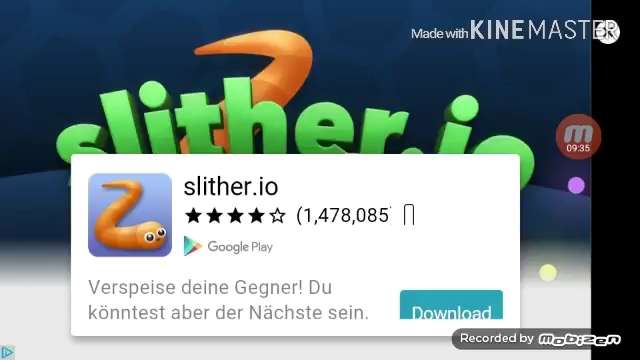 Made with KINEMASTER
slither.io
09:35
slither.io
(1,478,085)
Google Play
Verspeise deine Gegner! Du
könntest aber der Nächste sein.
Download
Recorded by mobizen